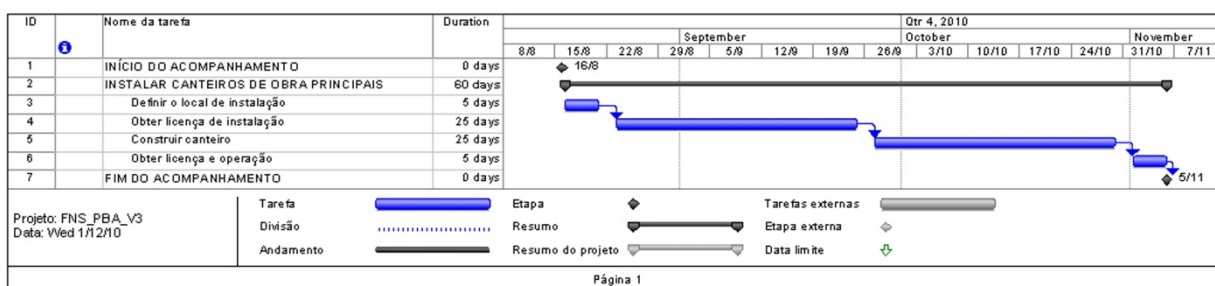 ID Nome da tarefa Duration Qtr 4, 2010
September October November
8/8 15/8 22/8 29/8 5/9 12/9 19/9 26/9 3/10 10/10 17/10 24/10 31/10 7/11
1 INÍCIO DO ACOMPANHAMENTO 0 days 16/8
2 INSTALAR CANTEIROS DE OBRA PRINCIPAIS 60 days
3 Definir o local de instalação 5 days
4 Obter licença de instalação 25 days
5 Construir canteiro 25 days
6 Obter licença e operação 5 days
7 FIM DO ACOMPANHAMENTO 0 days 5/11
Projeto: FNS_PBA_V3
Data: Wed 1/12/10
Tarefa Etapa Tarefas externas
Divisão Resumo Etapa externa
Andamento Resumo do projeto Data limite
Página 1